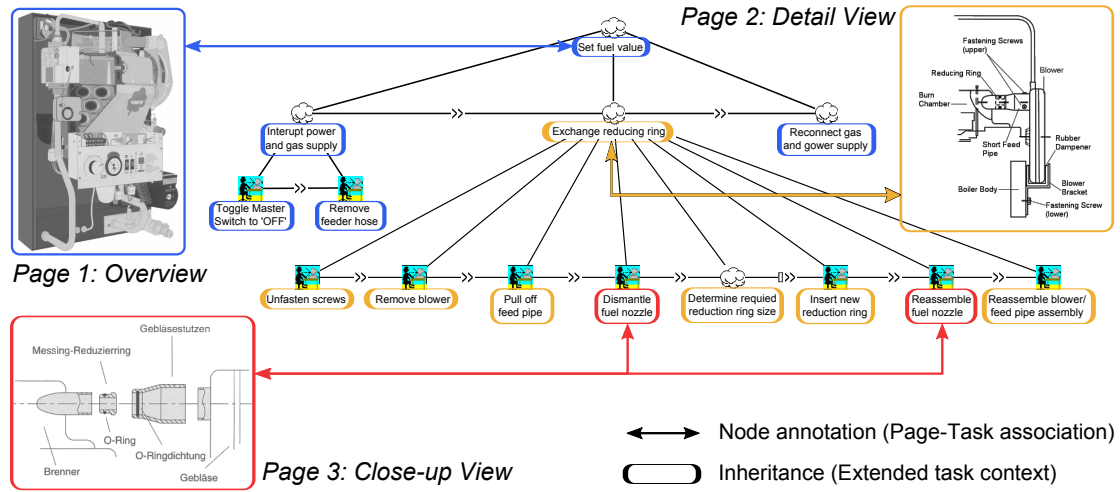 Page 2: Detail View
Set fuel value
Fastening Screws
(upper)
Blower
Reducing Ring
Burn
Chamber
Short Feed
Pipe
Rubber
Dampener
Blower
Bracket
Boiler Body
Fastening Screw
(lower)
Interupt power
and gas supply
Exchange reducing ring
Reconnect gas
and gower supply
Toggle Master
Switch to 'OFF'
Remove
feeder hose
Page 1: Overview
Unfasten screws
Remove blower
Pull off
feed pipe
Dismantle
fuel nozzle
Determine requied
reduction ring size
Insert new
reduction ring
Reassemble
fuel nozzle
Reassemble blower/
feed pipe assembly
Gebläsestutzen
Messing-Reduzierring
O-Ring
O-Ringdichtung
Brenner
Gebläse
Page 3: Close-up View
Node annotation (Page-Task association)
Inheritance (Extended task context)